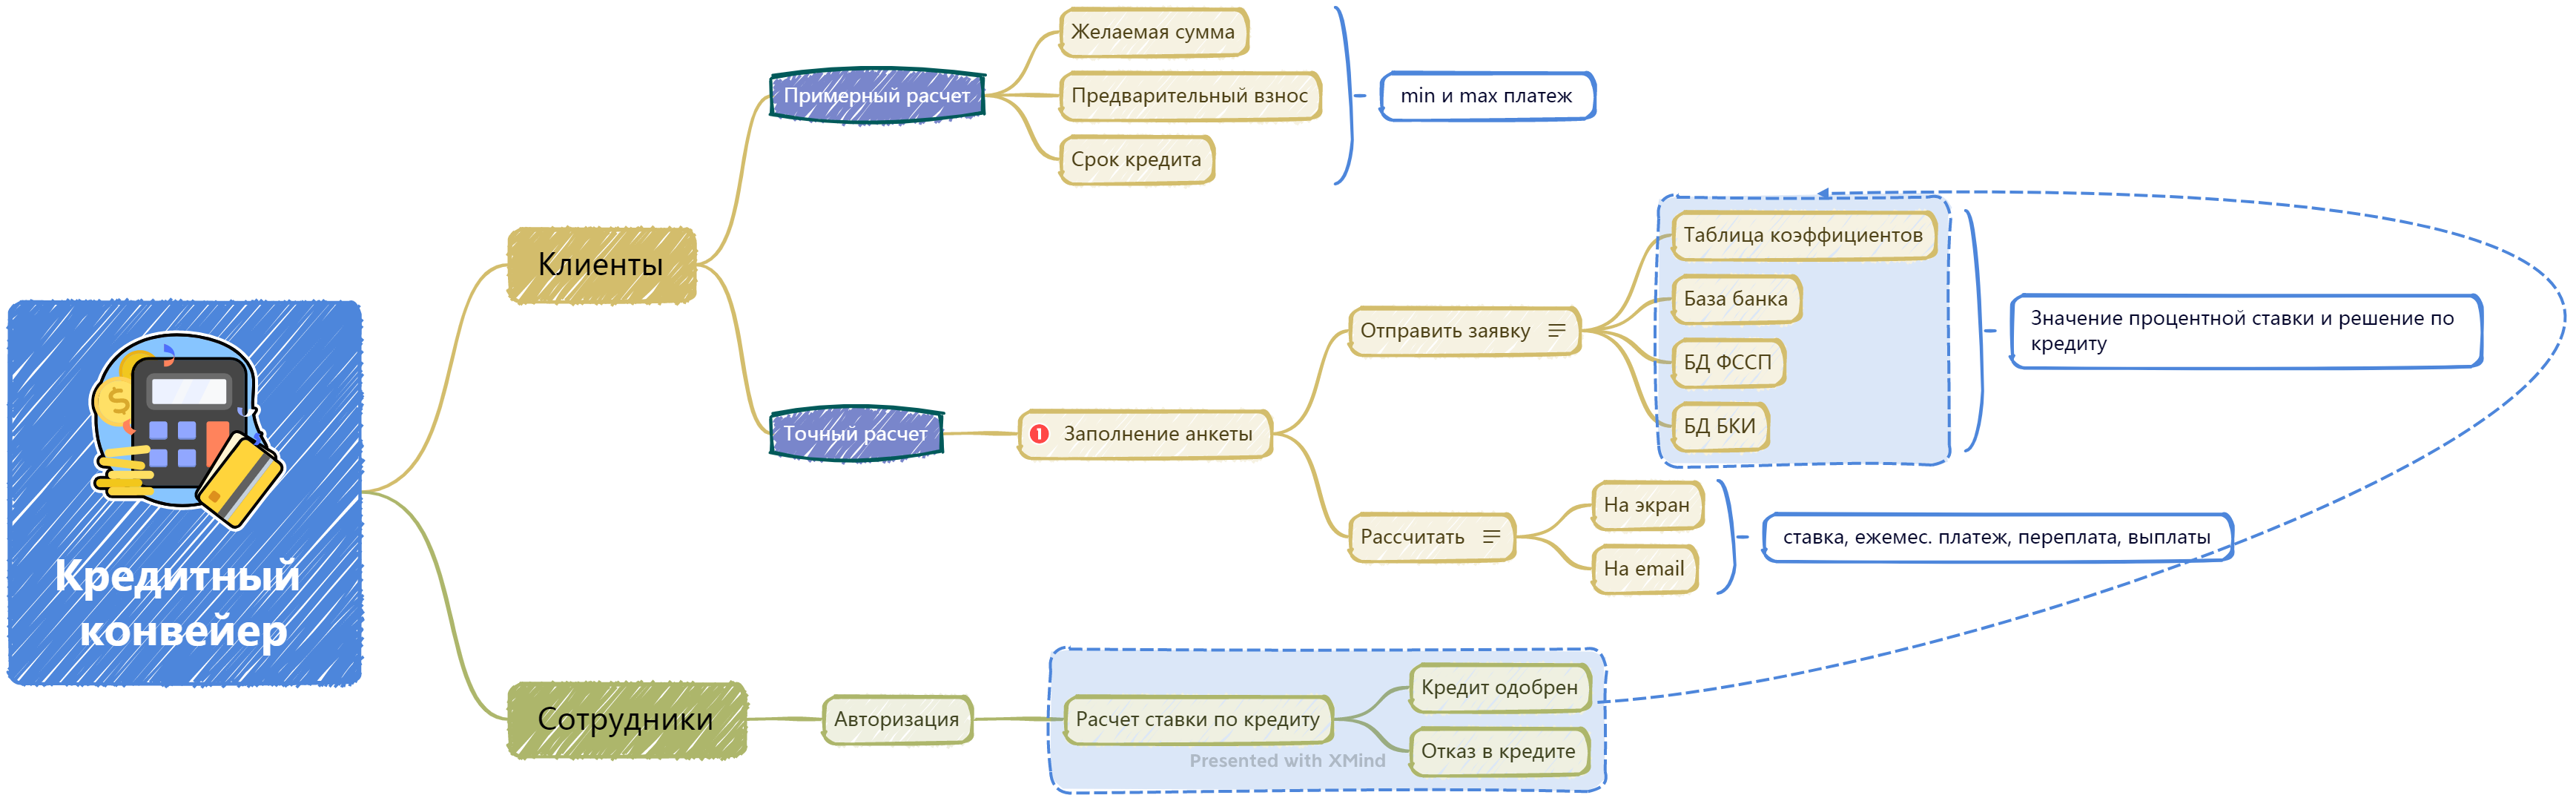 Кредитный
конвейер
Клиенты
Примерный расчет
Желаемая сумма
Предварительный взнос
Срок кредита
min и max платеж
Точный расчет
1 Заполнение анкеты
Отправить заявку
Таблица коэффициентов
База банка
БД ФССП
БД БКИ
Значение процентной ставки и решение по
кредиту
Рассчитать
На экран
На email
ставка, ежемес. платеж, переплата, выплаты
Сотрудники
Авторизация
Расчет ставки по кредиту
Кредит одобрен
Отказ в кредите
Presented with XMind